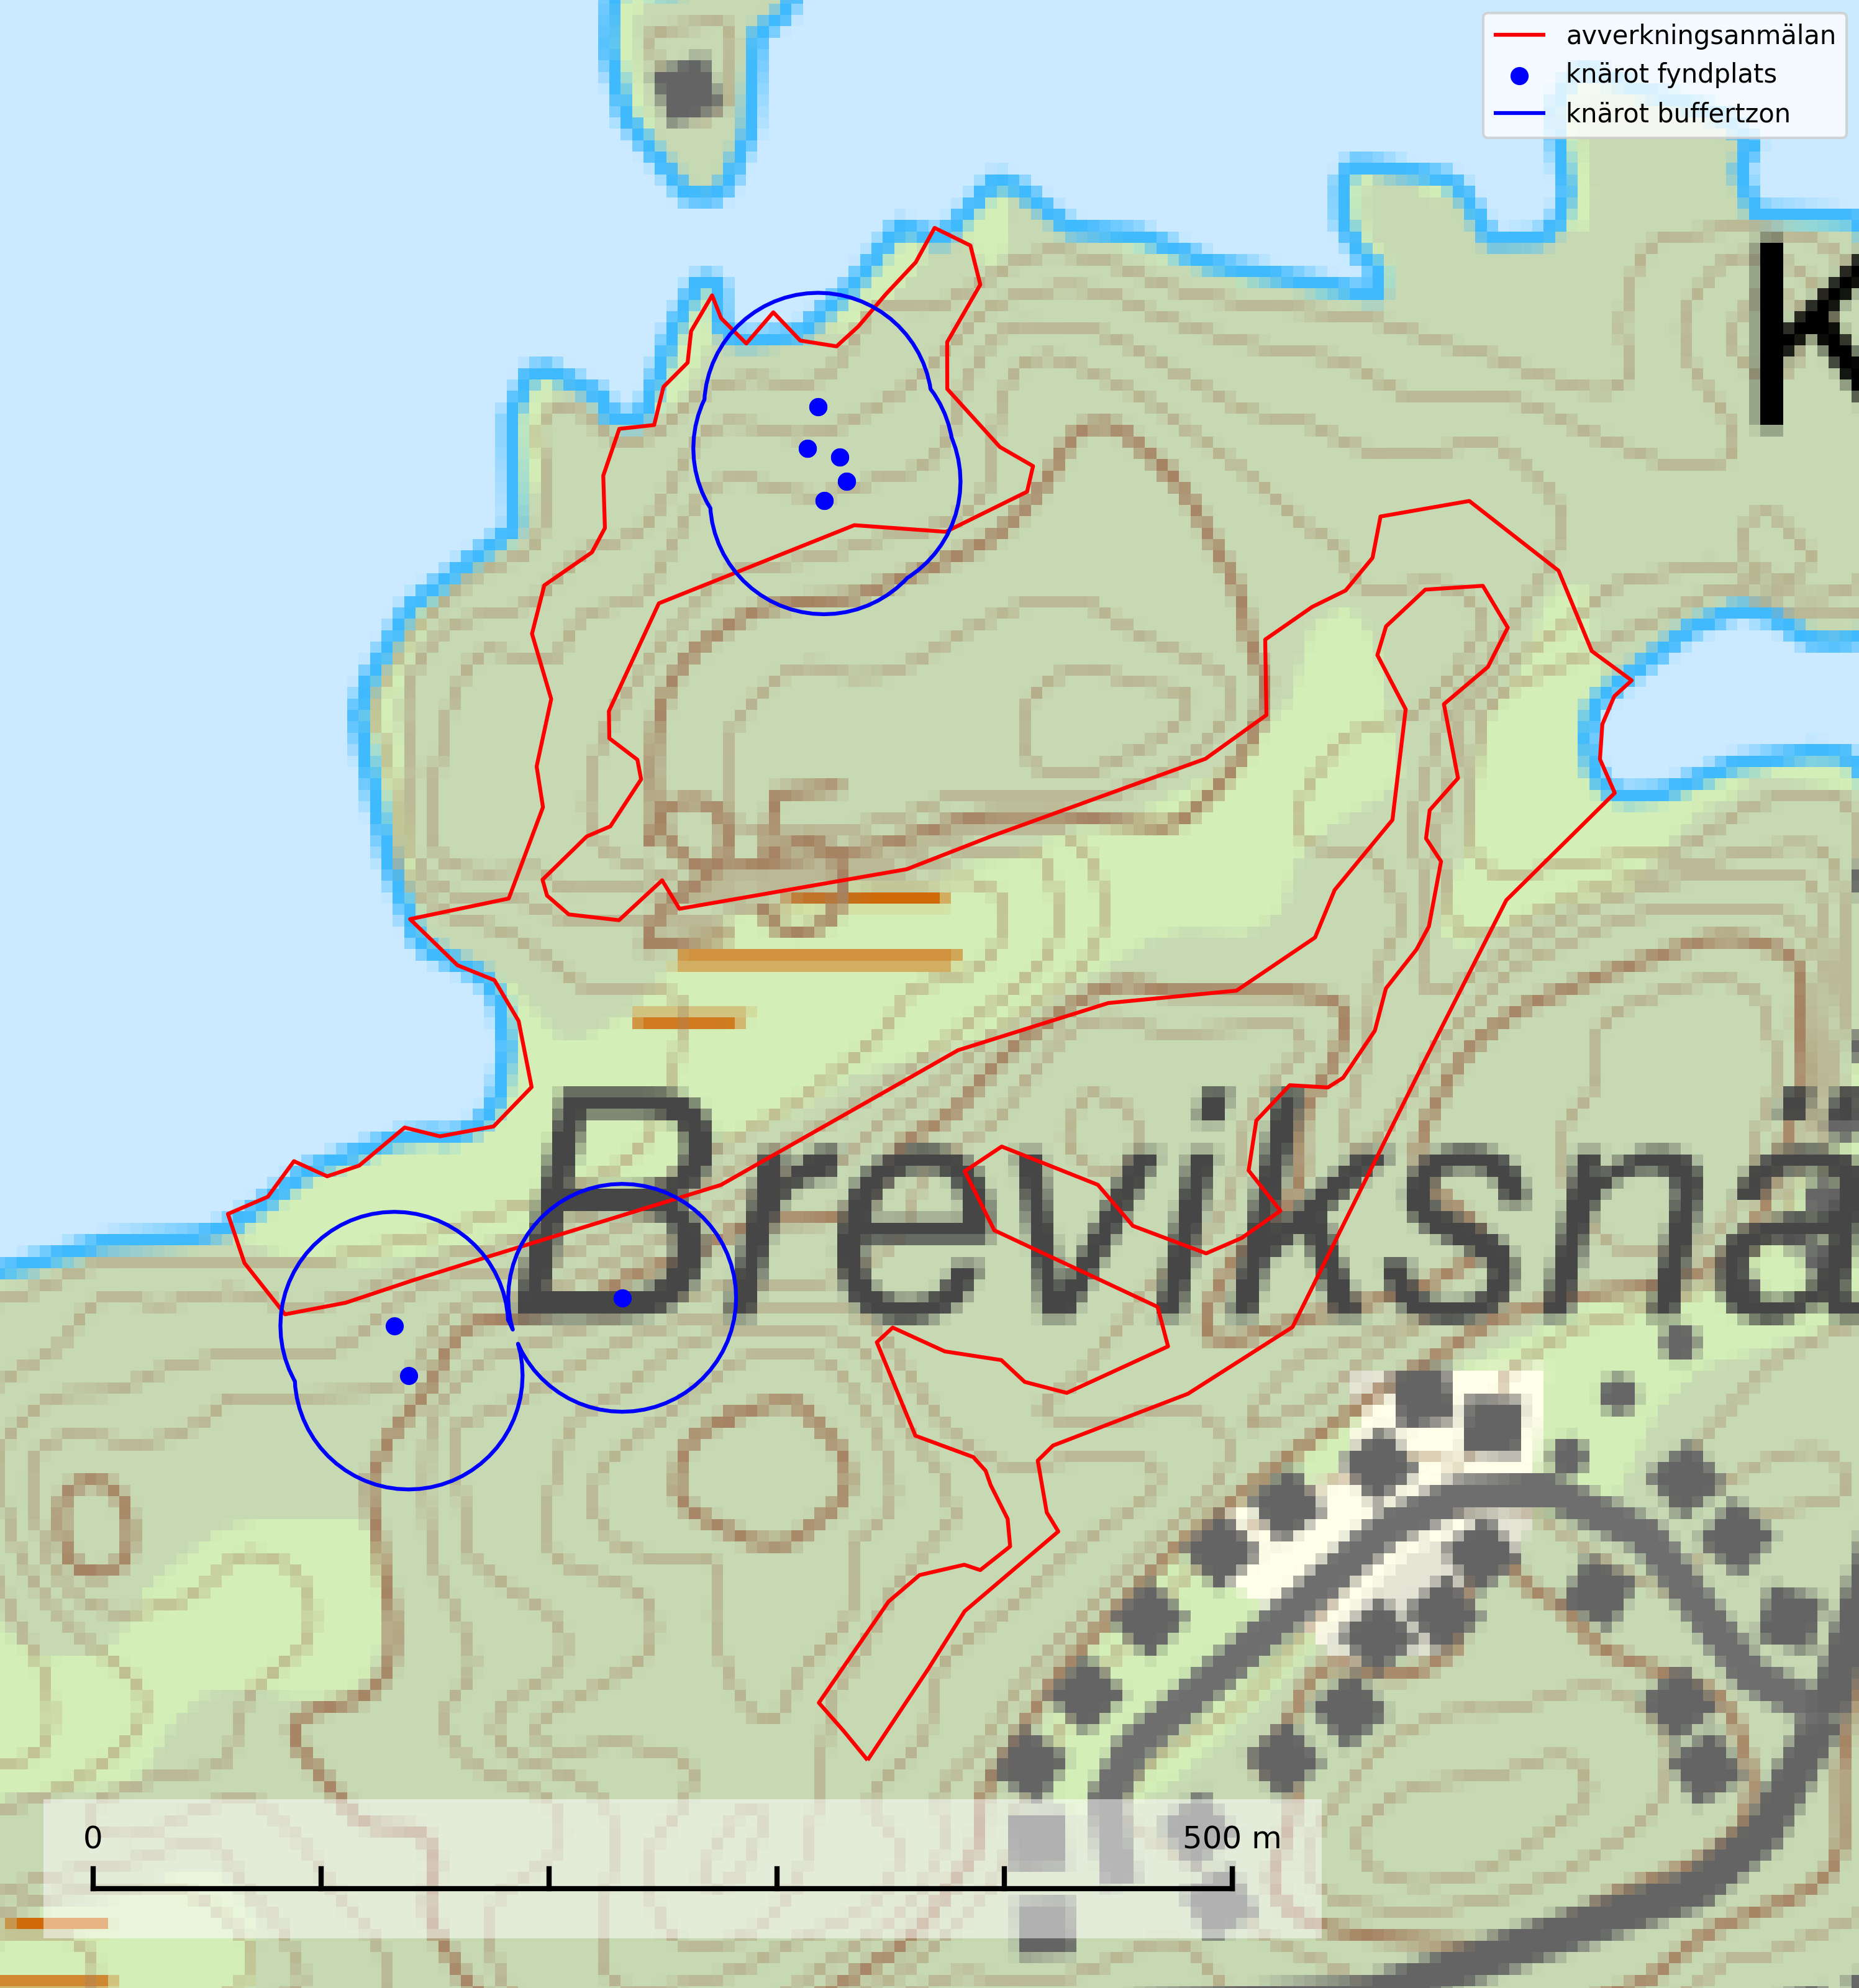 avverkningsanmälan
knärot fyndplats
knärot buffertzon
K
Breviksnä
0 500 m